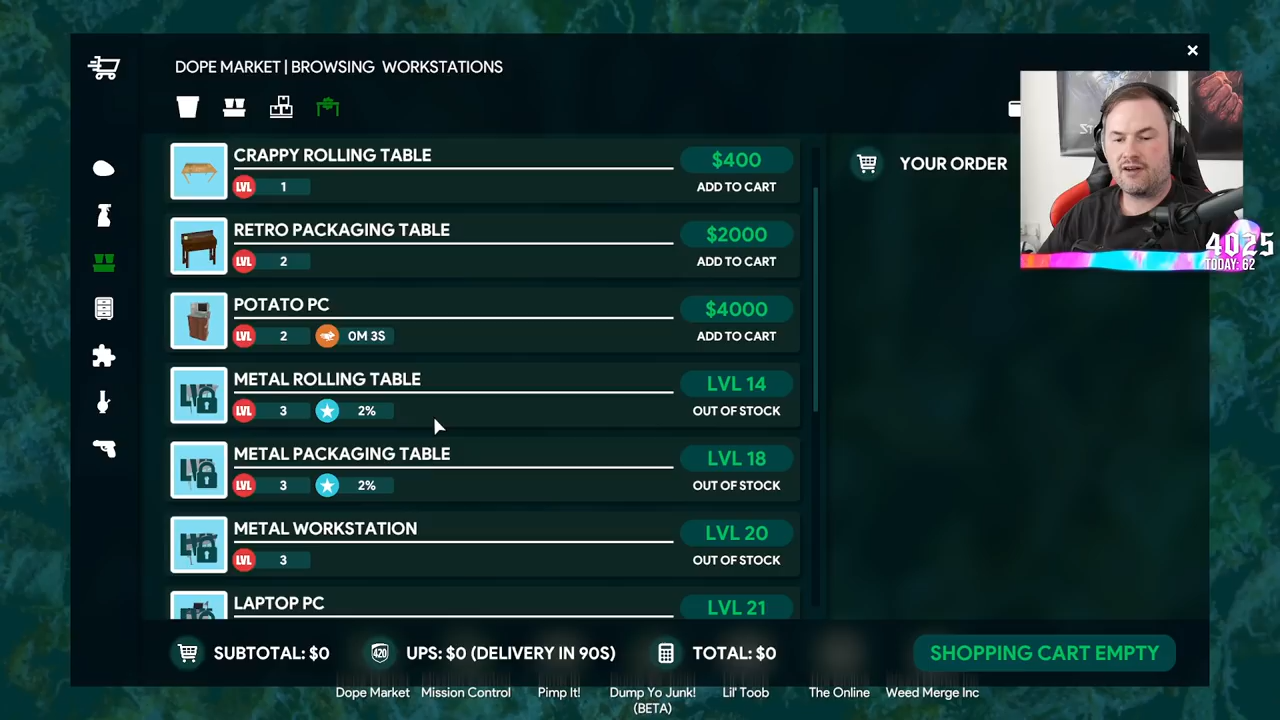 DOPE MARKET | BROWSING WORKSTATIONS
CRAPPY ROLLING TABLE
$400
LVL 1
ADD TO CART
RETRO PACKAGING TABLE
$2000
LVL 2
ADD TO CART
POTATO PC
$4000
LVL 2 0M 3S
ADD TO CART
METAL ROLLING TABLE
LVL 14
LVL 3 2%
OUT OF STOCK
METAL PACKAGING TABLE
LVL 18
LVL 3 2%
OUT OF STOCK
METAL WORKSTATION
LVL 20
LVL 3
OUT OF STOCK
LAPTOP PC
LVL 21
YOUR ORDER
4025
TODAY: 62
SUBTOTAL: $0
420 UPS: $0 (DELIVERY IN 90S)
TOTAL: $0
SHOPPING CART EMPTY
Dope Market
Mission Control
Pimp It!
Dump Yo Junk!
(BETA)
Lil' Toob
The Online
Weed Merge Inc